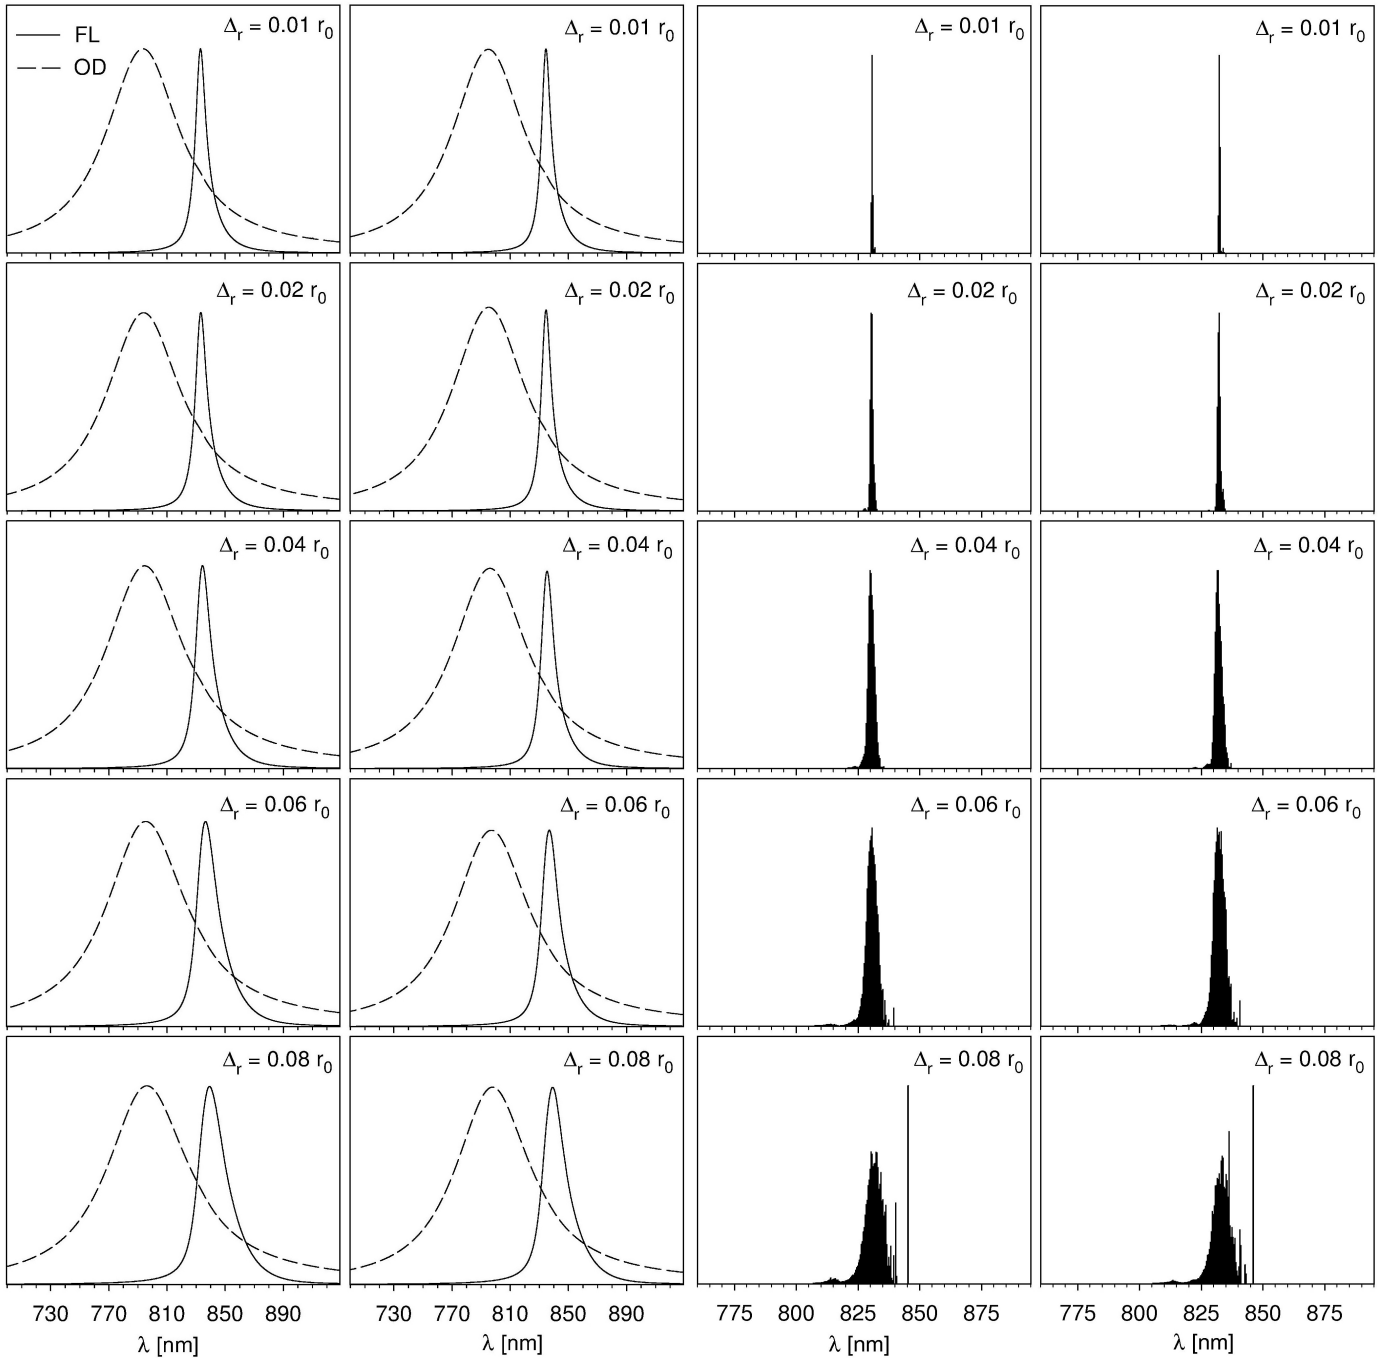 Δr = 0.01 r0 Δr = 0.01 r0 Δr = 0.01 r0 Δr = 0.01 r0
FL
OD
Δr = 0.02 r0 Δr = 0.02 r0 Δr = 0.02 r0 Δr = 0.02 r0
Δr = 0.04 r0 Δr = 0.04 r0 Δr = 0.04 r0 Δr = 0.04 r0
Δr = 0.06 r0 Δr = 0.06 r0 Δr = 0.06 r0 Δr = 0.06 r0
Δr = 0.08 r0 Δr = 0.08 r0 Δr = 0.08 r0 Δr = 0.08 r0
730 770 810 850 890 730 770 810 850 890 775 800 825 850 875 775 800 825 850 875
λ [nm] λ [nm] λ [nm] λ [nm]